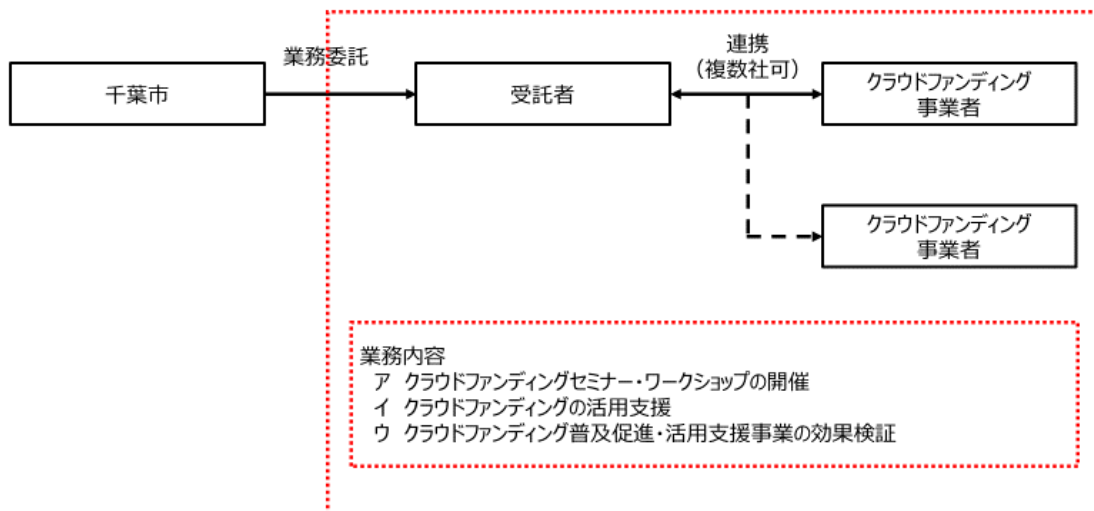 業務委託
連携
（複数社可）
千葉市
受託者
クラウドファンディング
事業者
クラウドファンディング
事業者
業務内容
ア クラウドファンディングセミナー・ワークショップの開催
イ クラウドファンディングの活用支援
ウ クラウドファンディング普及促進・活用支援事業の効果検証